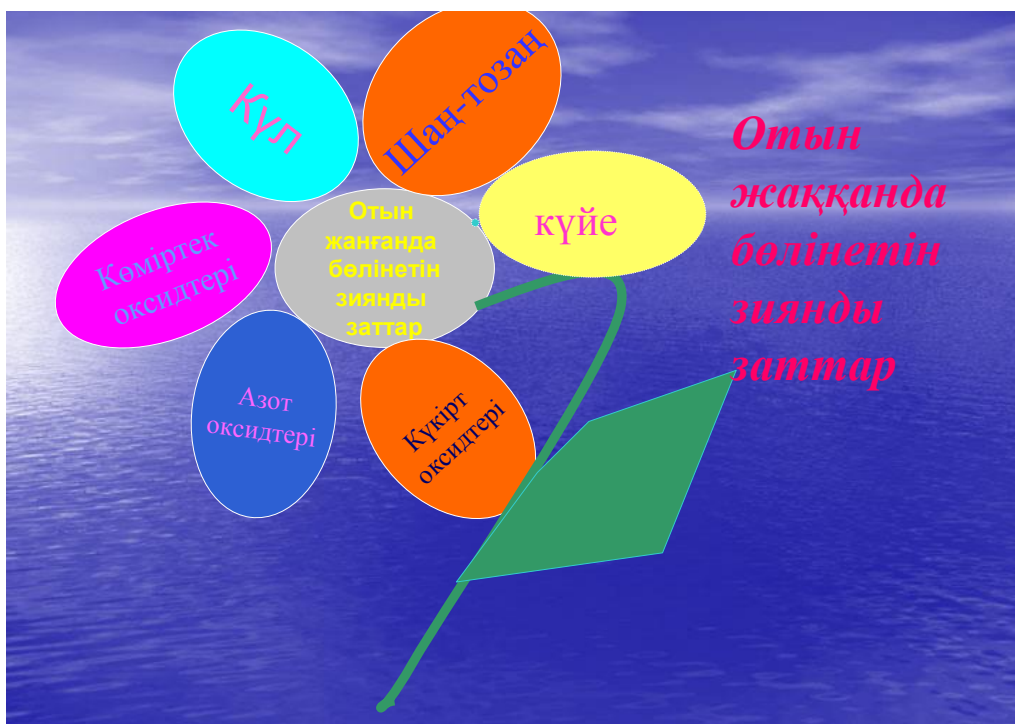 Күл
Шаң-тозаң
күйе
Отын
жанғанда
бөлінетін
зиянды
заттар
Көміртек
оксидтері
Азот
оксидтері
Күкірт
оксидтері
Отын
жаққанда
бөлінетін
зиянды
заттар